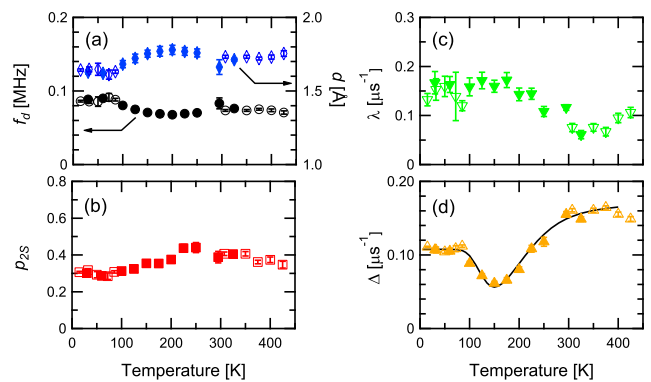 (a)
0.2
0.1
0
f_d [MHz]
2.0
1.5
1.0
d [Å]
(b)
0.8
0.6
0.4
0.2
0
p_2S
0 100 200 300 400
Temperature [K]
(c)
0.3
0.2
0.1
0
λ [μs⁻¹]
(d)
0.20
0.10
0
Δ [μs⁻¹]
0 100 200 300 400
Temperature [K]